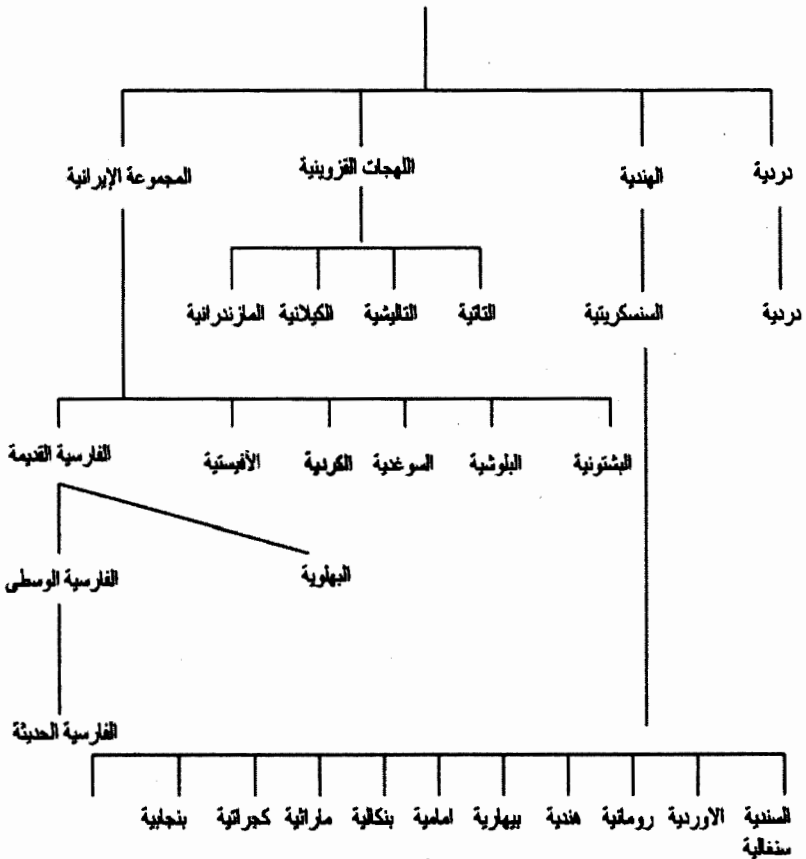 دردية الهندية اللهجات القزوينية المجموعة الإيرانية
دردية السنسكريتية التاتية التاليشية الكيلانية المازندرانية
البشتونية البلوشية السوغدية الكردية الأفيستية الفارسية القديمة
البهلوية الفارسية الوسطى
الفارسية الحديثة
السندية الاوردية رومانية هندية بيهارية امامية بنكالية ماراثية كجراتية بنجابية
سنغالية